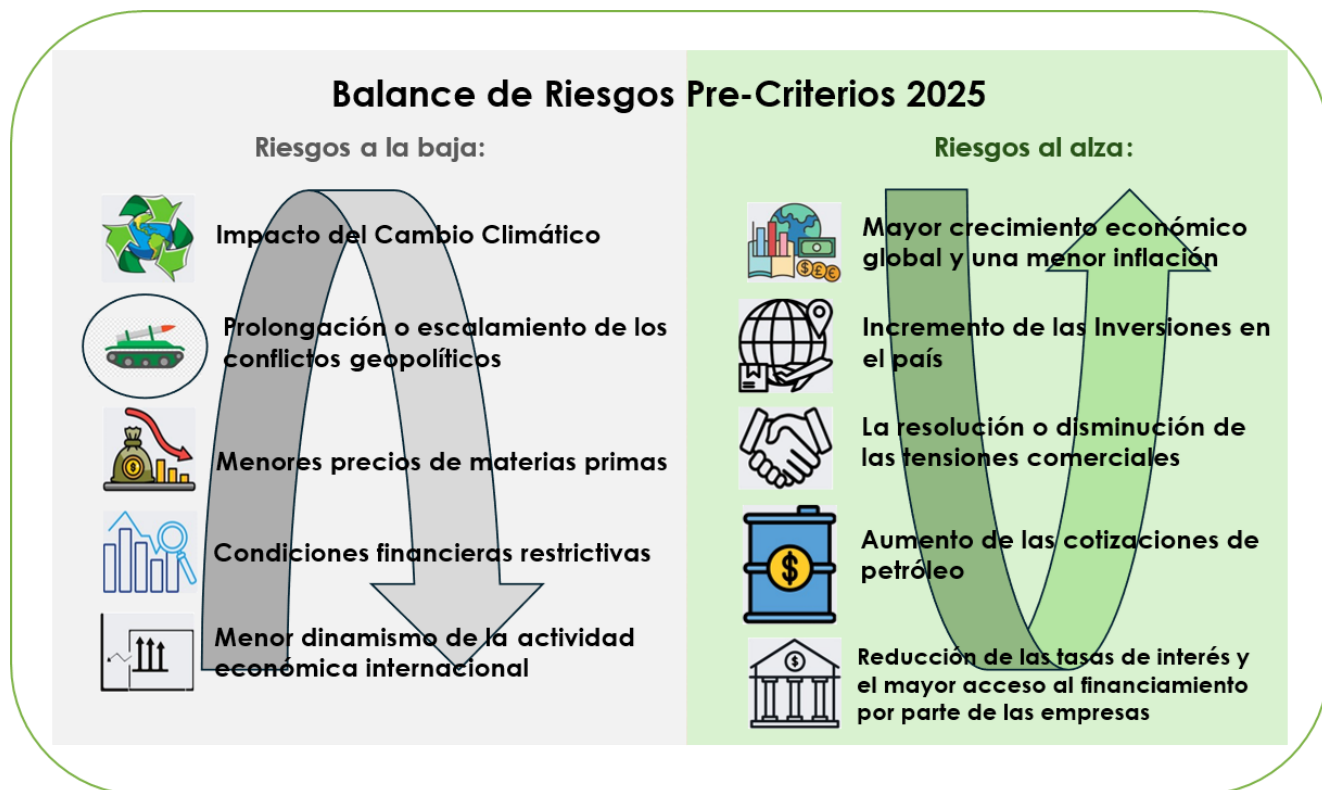 Balance de Riesgos Pre-Criterios 2025
Riesgos a la baja:
Impacto del Cambio Climático
Prolongación o escalamiento de los
conflictos geopolíticos
Menores precios de materias primas
Condiciones financieras restrictivas
Menor dinamismo de la actividad
económica internacional
Riesgos al alza:
Mayor crecimiento económico
global y una menor inflación
Incremento de las Inversiones en
el país
La resolución o disminución de
las tensiones comerciales
Aumento de las cotizaciones de
petróleo
Reducción de las tasas de interés y
el mayor acceso al financiamiento
por parte de las empresas